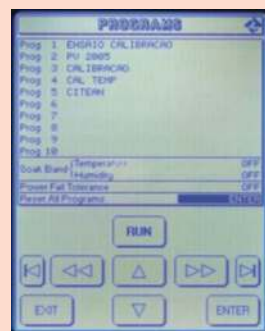 PROGRAMS
Prog 1 ENSAIO CALIBRACAO
Prog 2 PV 2005
Prog 3 CALIBRACAO
Prog 4 CAL TEMP
Prog 5 CITEAN
Prog 6
Prog 7
Prog 8
Prog 9
Prog 10
Soak Band Temperature OFF
Humidity OFF
Power Fail Tolerance OFF
Reset All Programs ENTER
RUN
EXIT ENTER